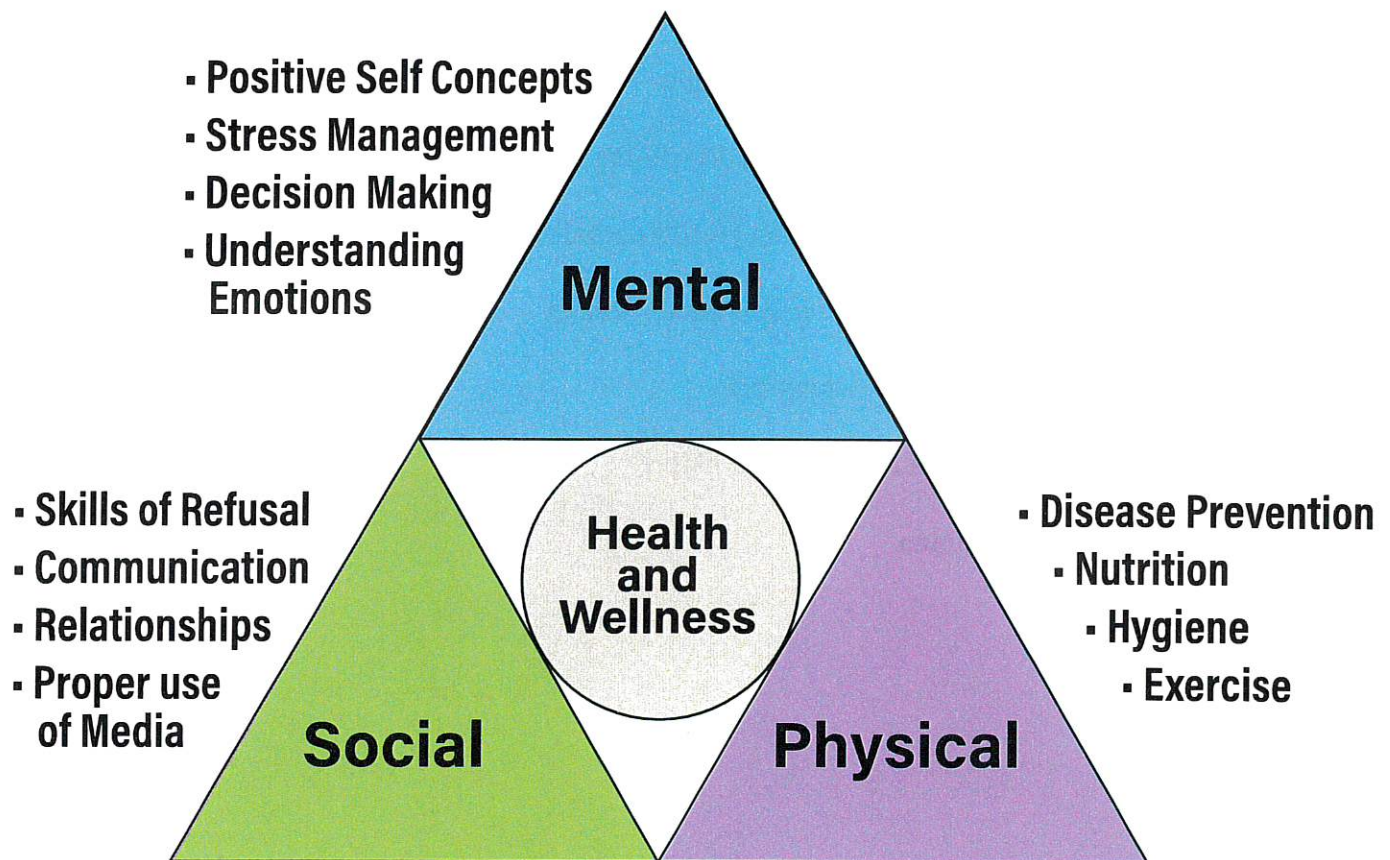 ▪ Positive Self Concepts
▪ Stress Management
▪ Decision Making
▪ Understanding
Emotions
Mental
▪ Skills of Refusal
▪ Communication
▪ Relationships
▪ Proper use
of Media
Social
Health
and
Wellness
▪ Disease Prevention
▪ Nutrition
▪ Hygiene
▪ Exercise
Physical